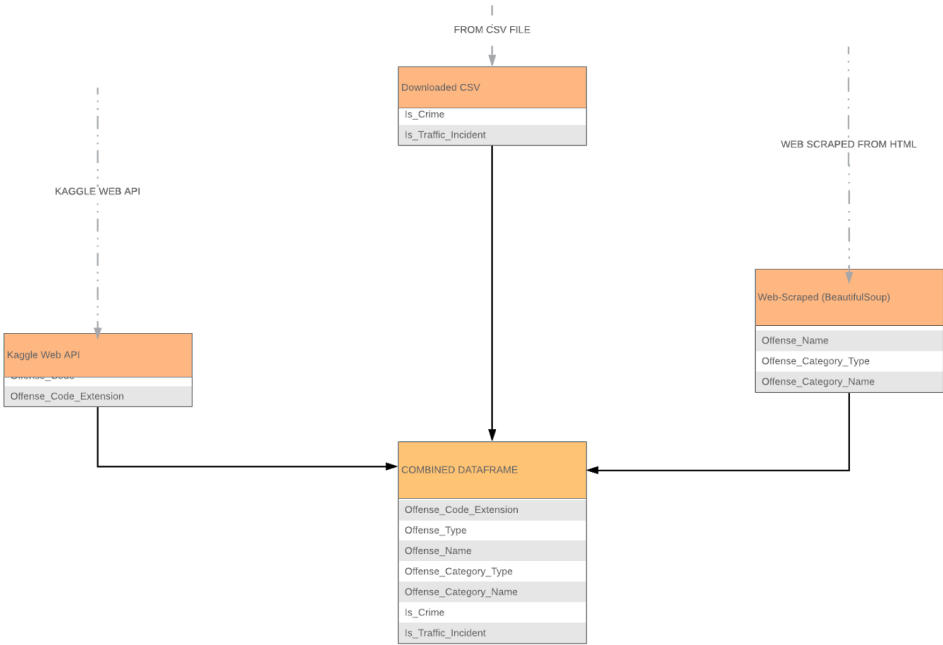 FROM CSV FILE
Downloaded CSV
Is_Crime
Is_Traffic_Incident
WEB SCRAPED FROM HTML
KAGGLE WEB API
Web-Scraped (BeautifulSoup)
Offense_Name
Offense_Category_Type
Offense_Category_Name
Kaggle Web API
Offense_Code
Offense_Code_Extension
COMBINED DATAFRAME
Offense_Code_Extension
Offense_Type
Offense_Name
Offense_Category_Type
Offense_Category_Name
Is_Crime
Is_Traffic_Incident